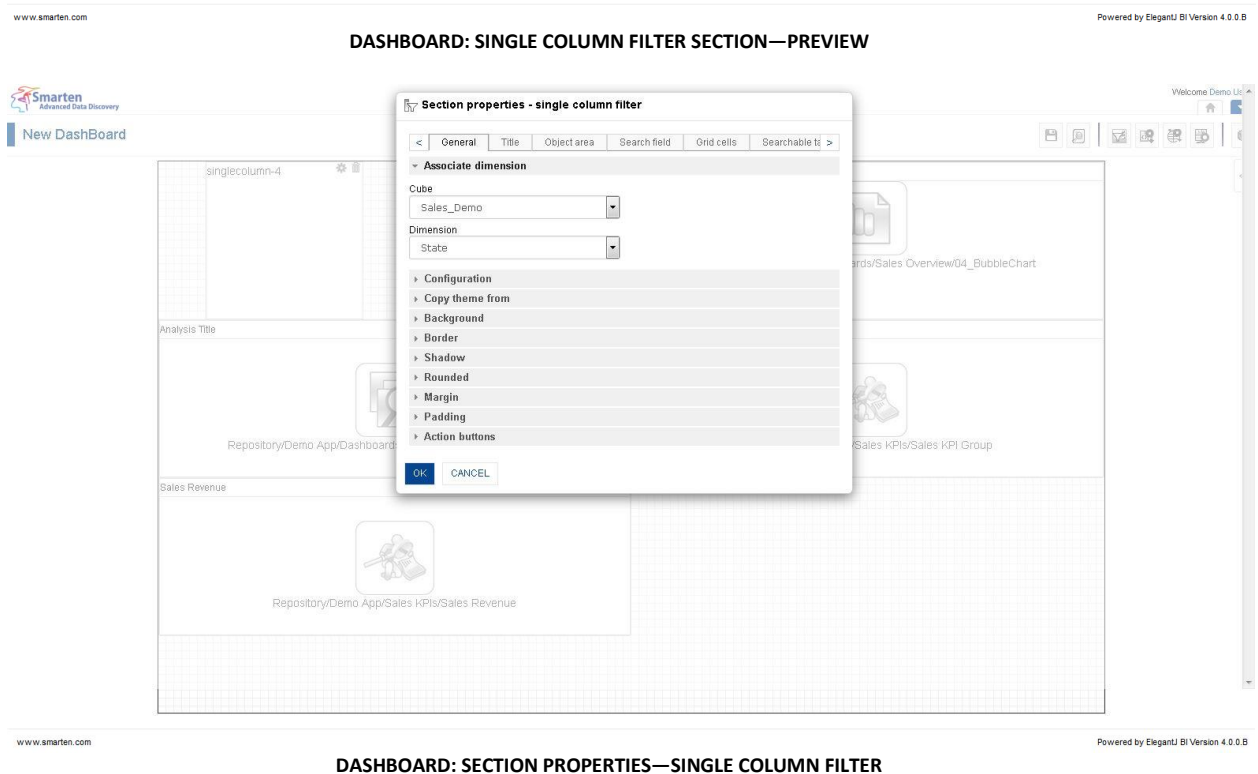 www.smarten.com
Powered by ElegantJ BI Version 4.0.0.B
DASHBOARD: SINGLE COLUMN FILTER SECTION—PREVIEW
Smarten
Advanced Data Discovery
Welcome Demo Us
New DashBoard
Section properties - single column filter
< General Title Object area Search field Grid cells Searchable ta >
Associate dimension
Cube
Sales_Demo
Dimension
State
Configuration
Copy theme from
Background
Border
Shadow
Rounded
Margin
Padding
Action buttons
OK CANCEL
singlecolumn-4
ards/Sales Overview/04_BubbleChart
Analysis Title
Repository/Demo App/Dashboard
/Sales KPIs/Sales KPI Group
Sales Revenue
Repository/Demo App/Sales KPIs/Sales Revenue
www.smarten.com
Powered by ElegantJ BI Version 4.0.0.B
DASHBOARD: SECTION PROPERTIES—SINGLE COLUMN FILTER